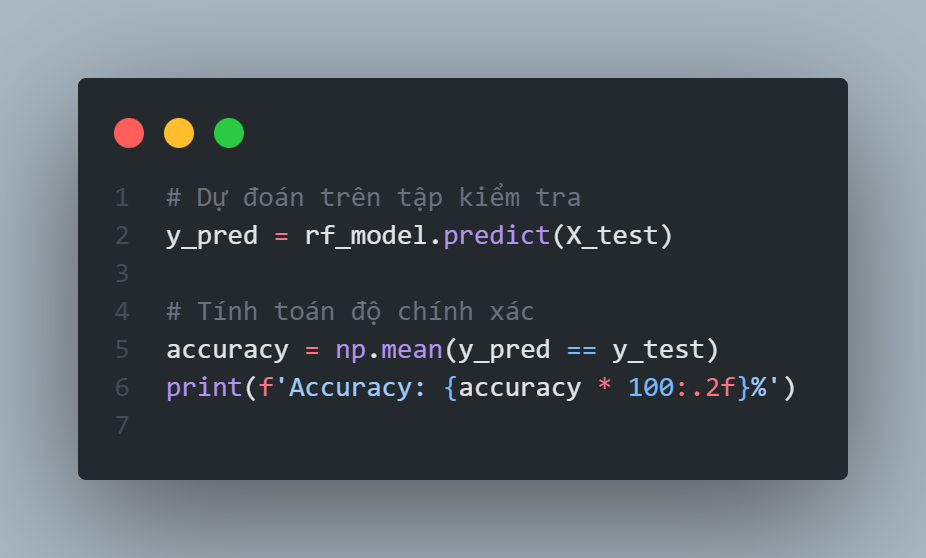 1 # Dự đoán trên tập kiểm tra
2 y_pred = rf_model.predict(X_test)
3
4 # Tính toán độ chính xác
5 accuracy = np.mean(y_pred == y_test)
6 print(f'Accuracy: {accuracy * 100:.2f}%')
7